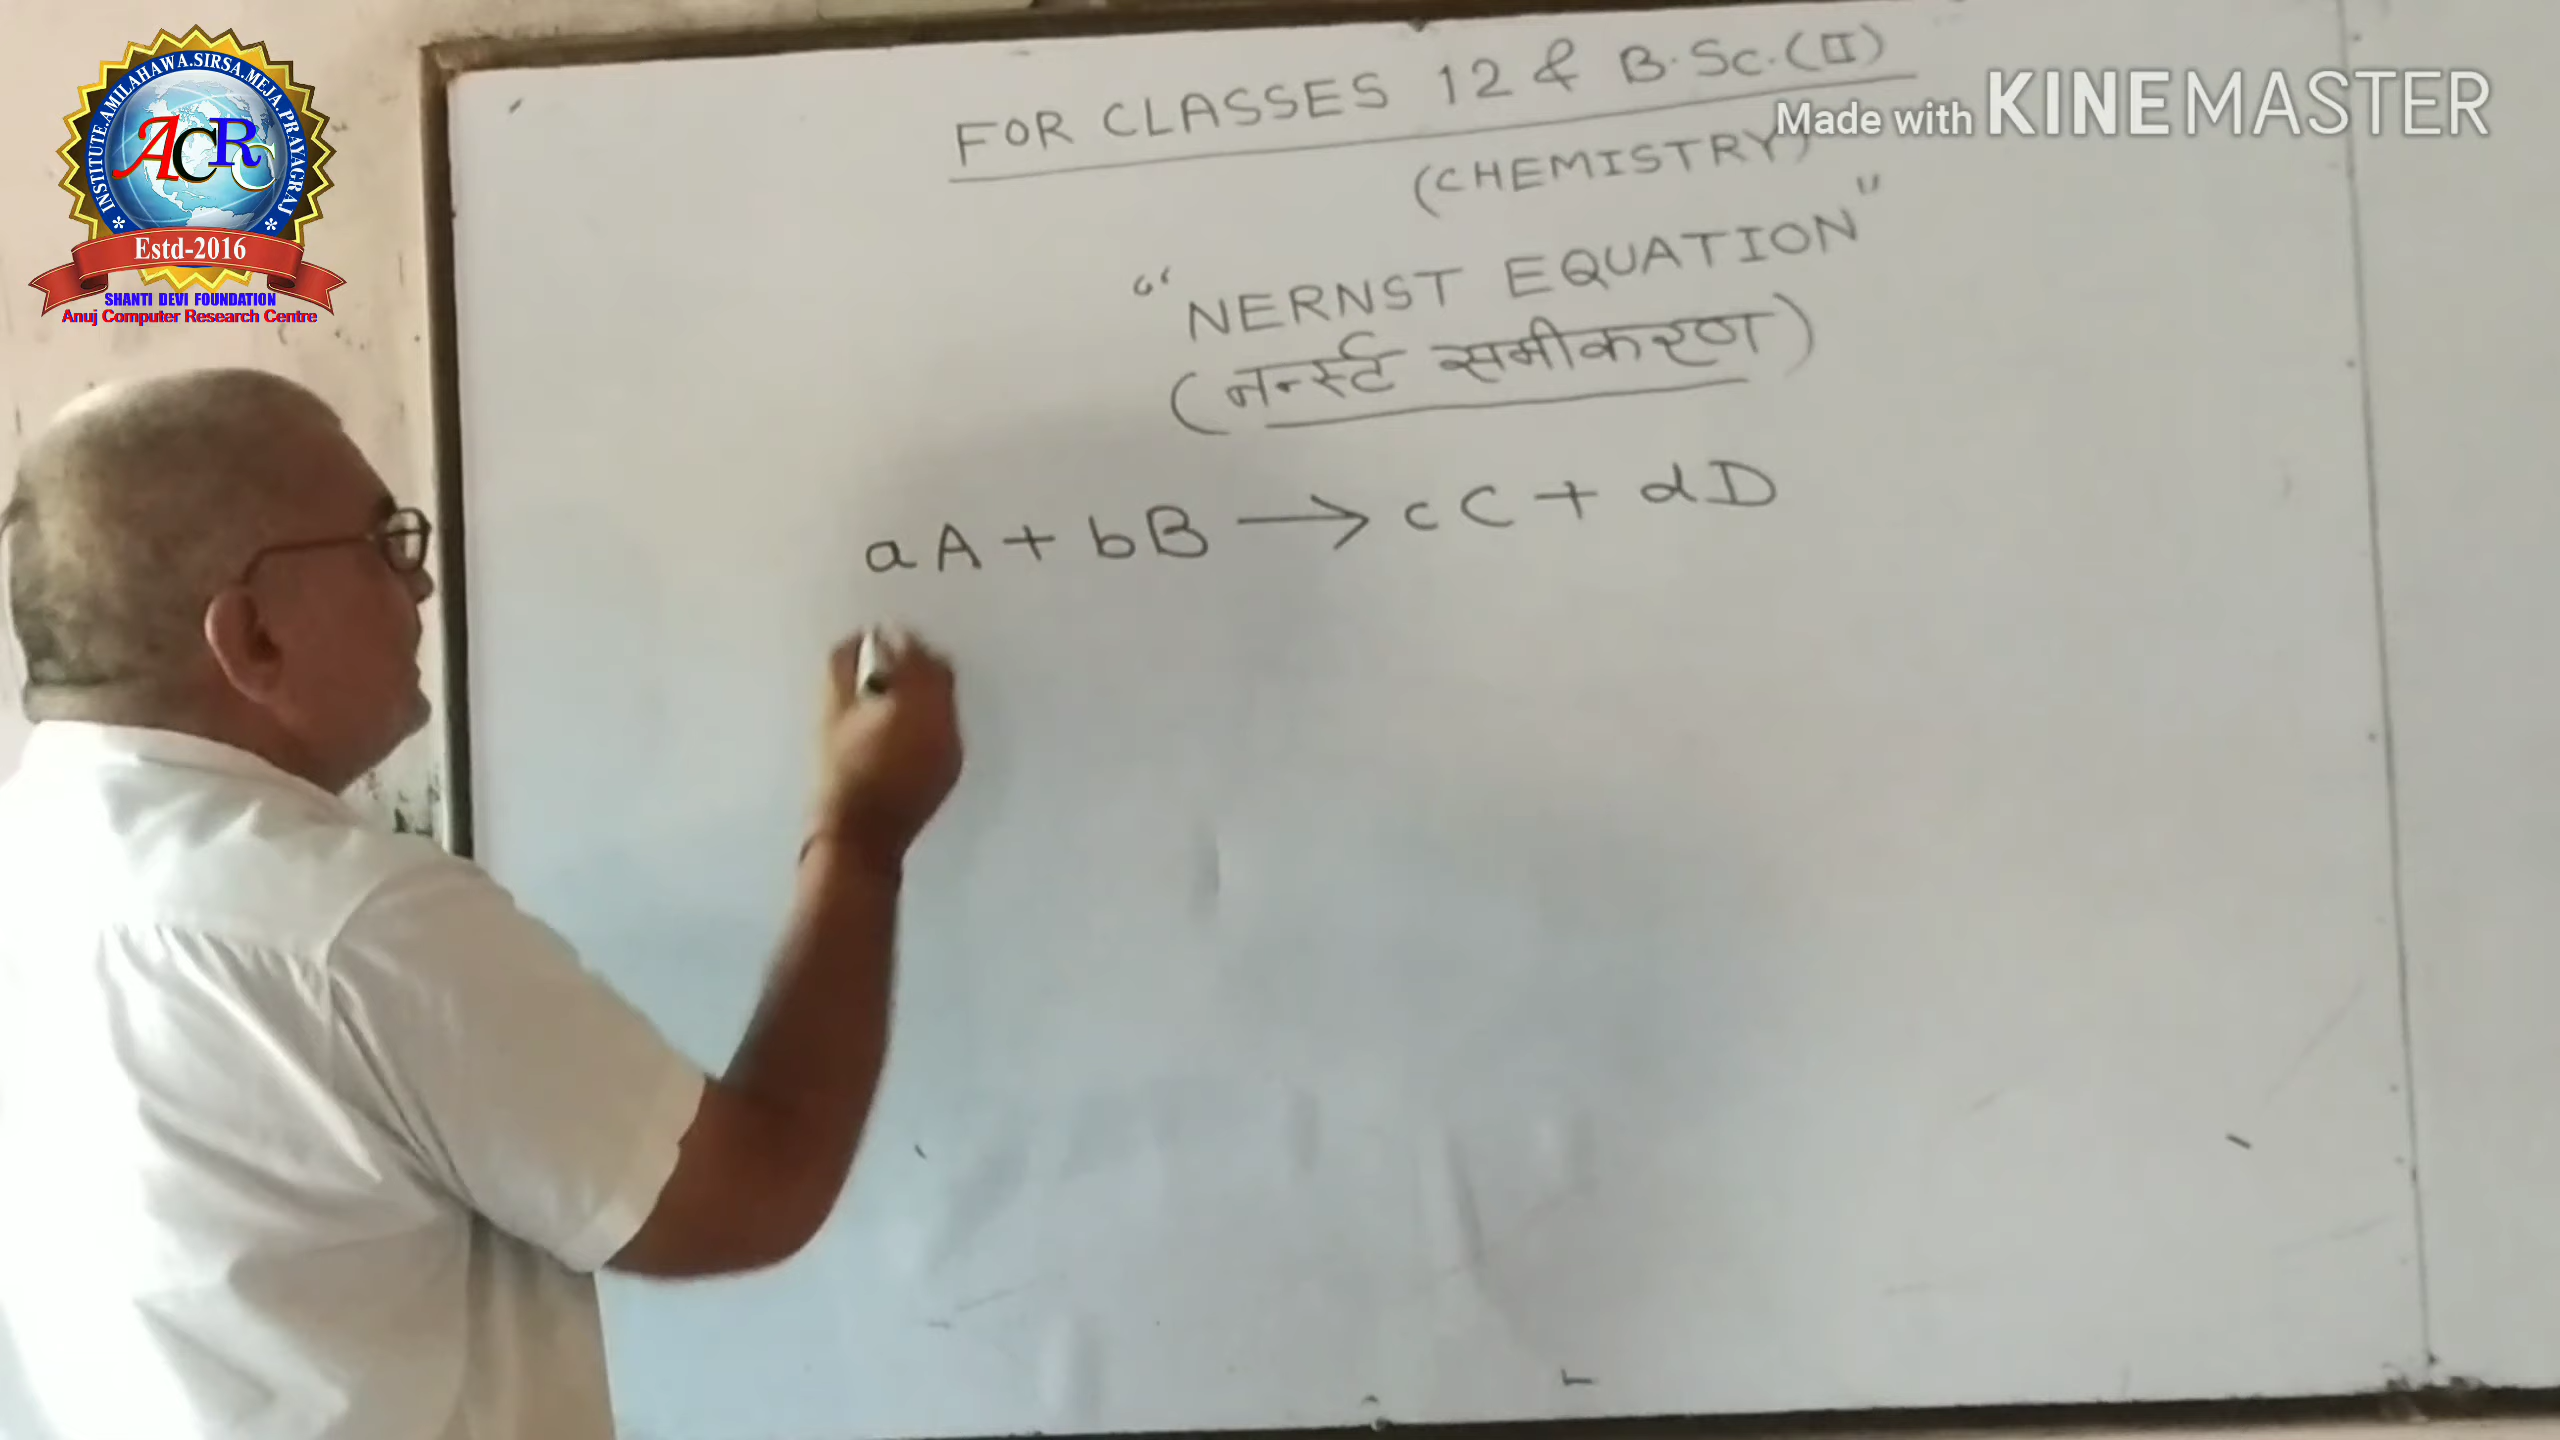 INSTITUTE.AMILAHAWA.SIRSA.MEJA.PRAYAGRAJ
ACRC
Estd-2016
SHANTI DEVI FOUNDATION
Anuj Computer Research Centre
Made with KINEMASTER
FOR CLASSES 12 & B.Sc.(II)
(CHEMISTRY)
"NERNST EQUATION"
(नर्न्स्ट समीकरण)
aA + bB → cC + dD